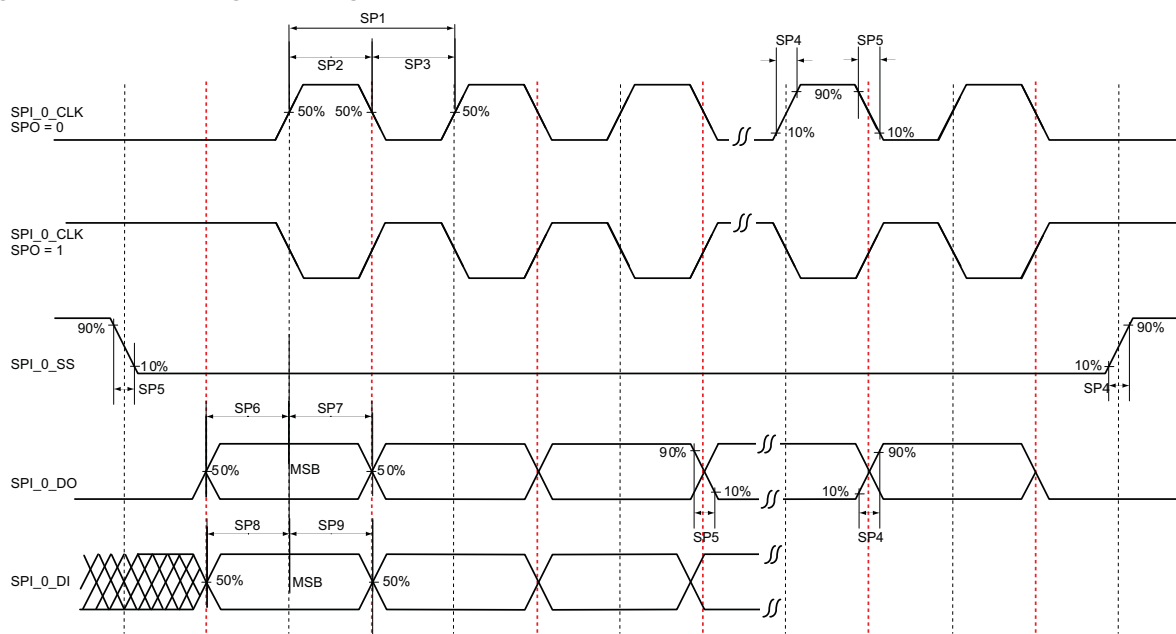 SP1
SP4 SP5
SP2 SP3
SPI_0_CLK
SPO = 0
50% 50% 50% 90% 10% 10%
SPI_0_CLK
SPO = 1
90% 90%
SPI_0_SS
10% 10%
SP5 SP4
SP6 SP7
SPI_0_DO
50% MSB 50% 90% 10% 10% 90%
SP5 SP4
SP8 SP9
SPI_0_DI
50% MSB 50%